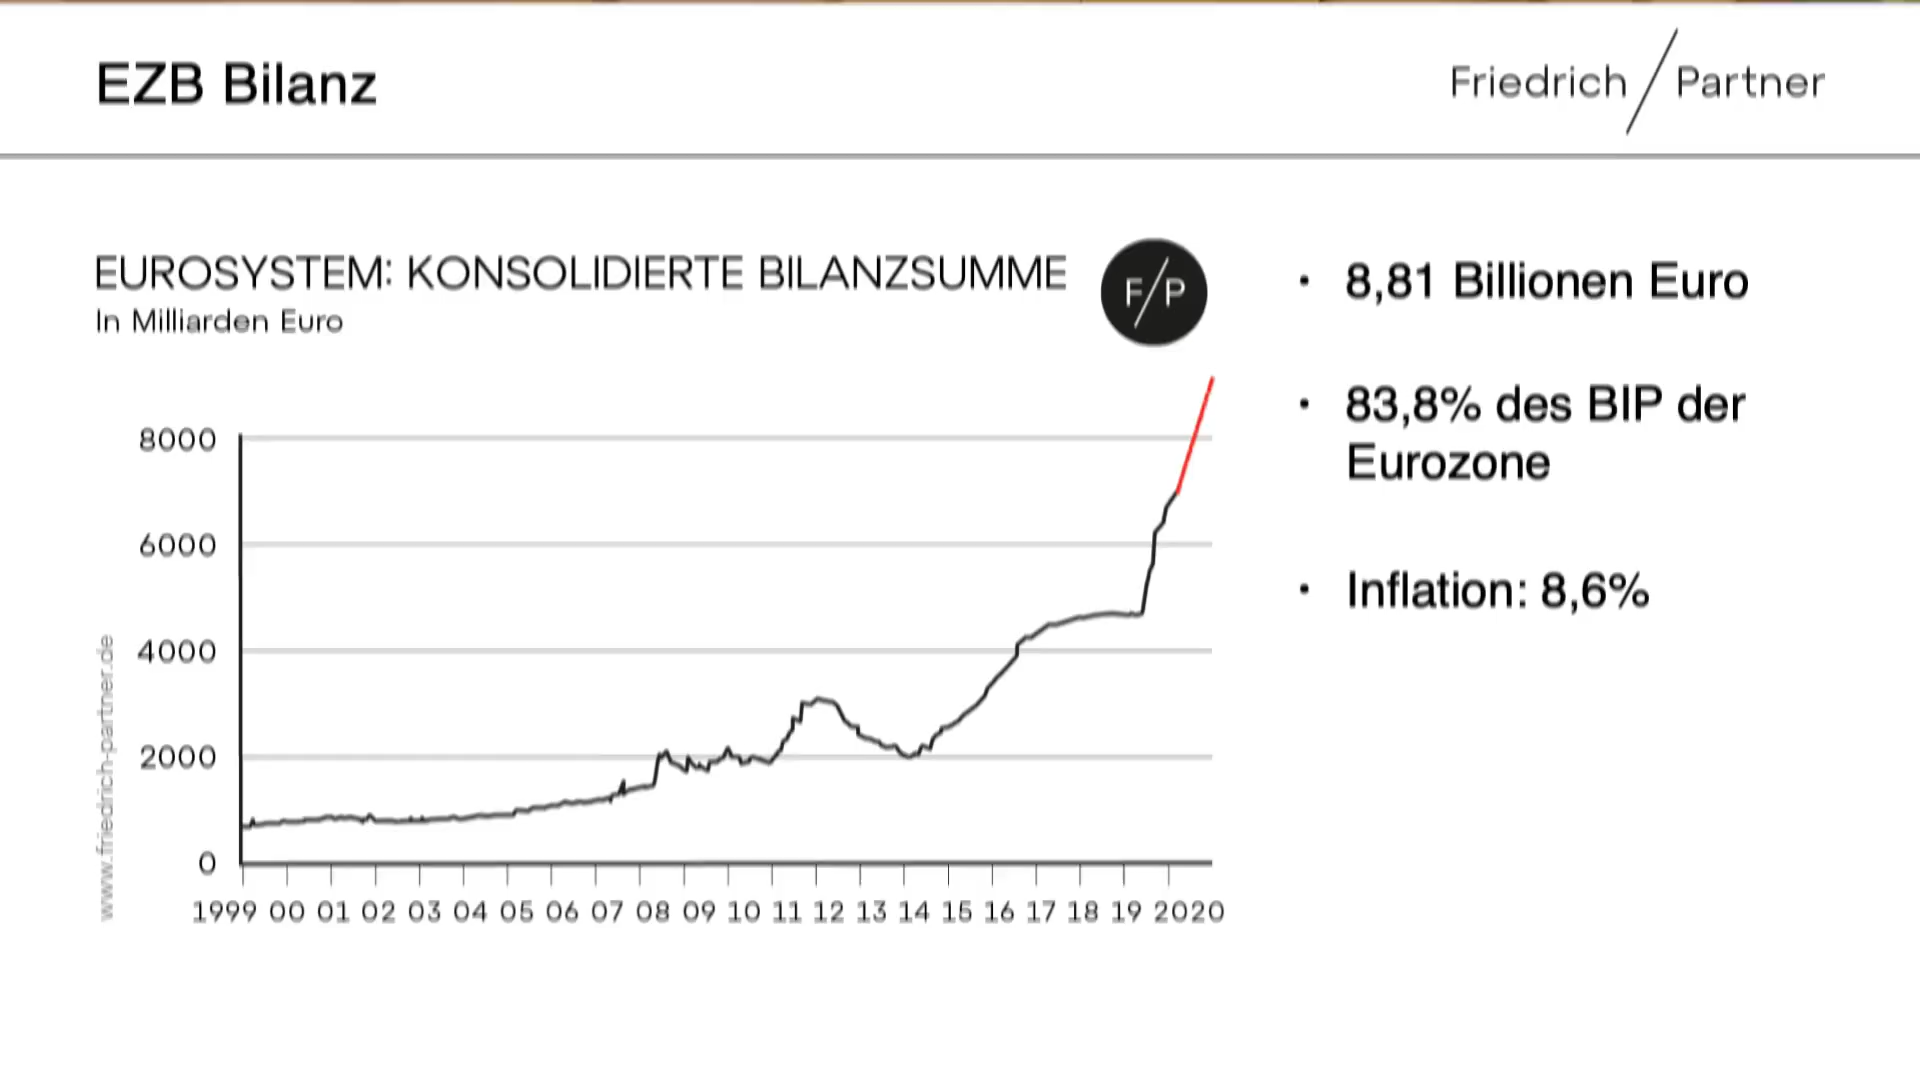 EZB Bilanz
Friedrich / Partner
EUROSYSTEM: KONSOLIDIERTE BILANZSUMME
In Milliarden Euro
F/P
8000
6000
4000
2000
0
1999 00 01 02 03 04 05 06 07 08 09 10 11 12 13 14 15 16 17 18 19 2020
www.friedrich-partner.de
• 8,81 Billionen Euro
• 83,8% des BIP der
Eurozone
• Inflation: 8,6%